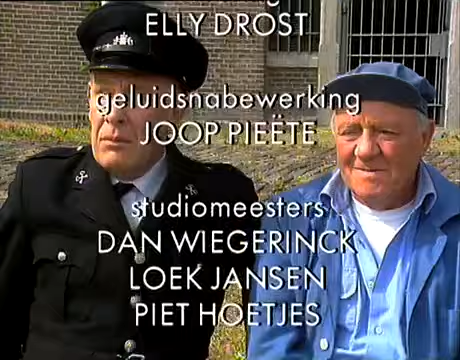 ELLY DROST
geluidsnabewerking
JOOP PIEËTE
studiomeesters
DAN WIEGERINCK
LOEK JANSEN
PIET HOETJES